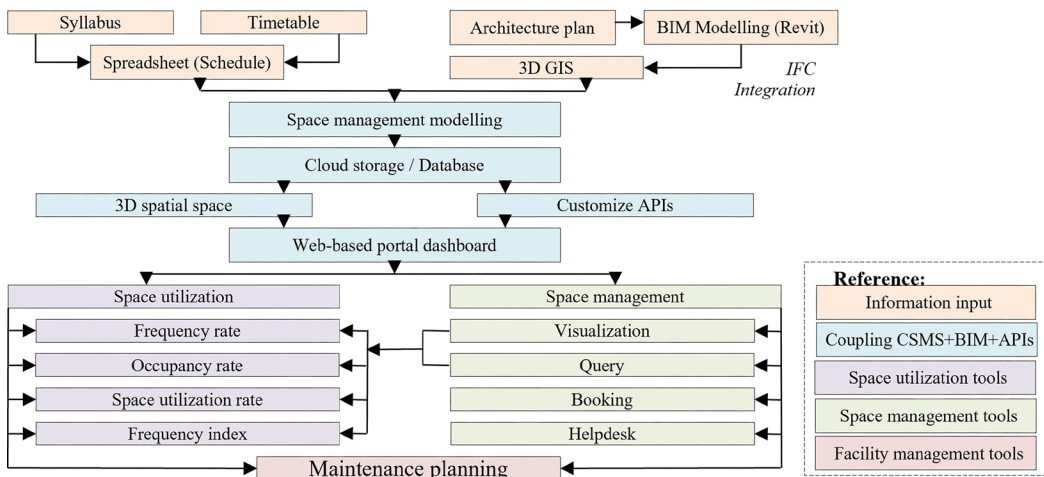 Syllabus
Timetable
Architecture plan
BIM Modelling (Revit)
Spreadsheet (Schedule)
3D GIS
IFC
Integration
Space management modelling
Cloud storage / Database
3D spatial space
Customize APIs
Web-based portal dashboard
Space utilization
Space management
Frequency rate
Visualization
Occupancy rate
Query
Space utilization rate
Booking
Frequency index
Helpdesk
Maintenance planning
Reference:
Information input
Coupling CSMS+BIM+APIs
Space utilization tools
Space management tools
Facility management tools